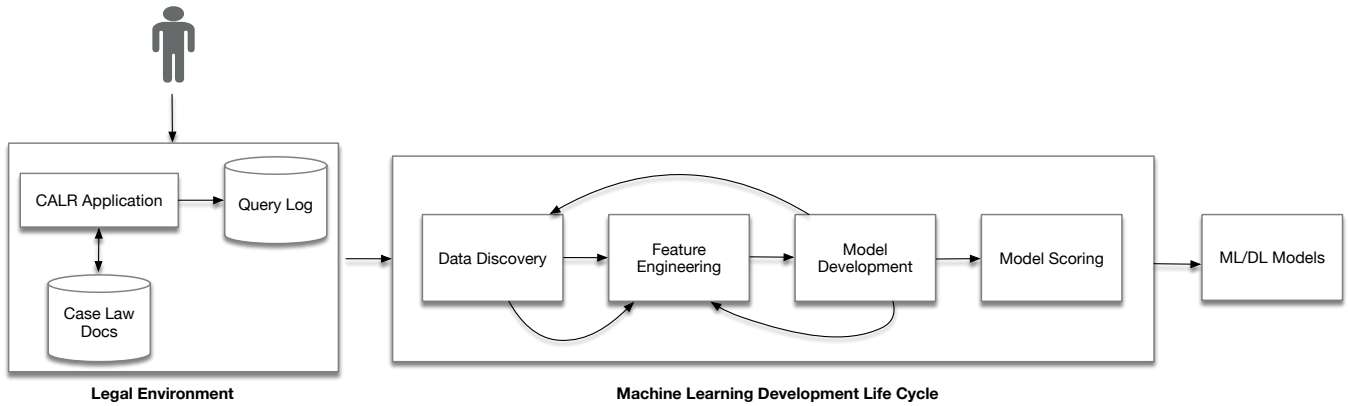 CALR Application
Query Log
Case Law
Docs
Legal Environment
Data Discovery
Feature
Engineering
Model
Development
Model Scoring
Machine Learning Development Life Cycle
ML/DL Models